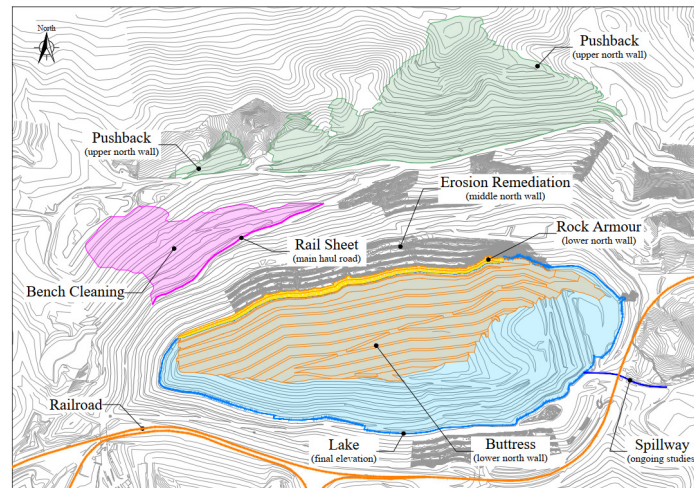 North
Pushback
(upper north wall)
Pushback
(upper north wall)
Erosion Remediation
(middle north wall)
Rock Armour
(lower north wall)
Rail Sheet
(main haul road)
Bench Cleaning
Railroad
Lake
(final elevation)
Buttress
(lower north wall)
Spillway
(ongoing studies)